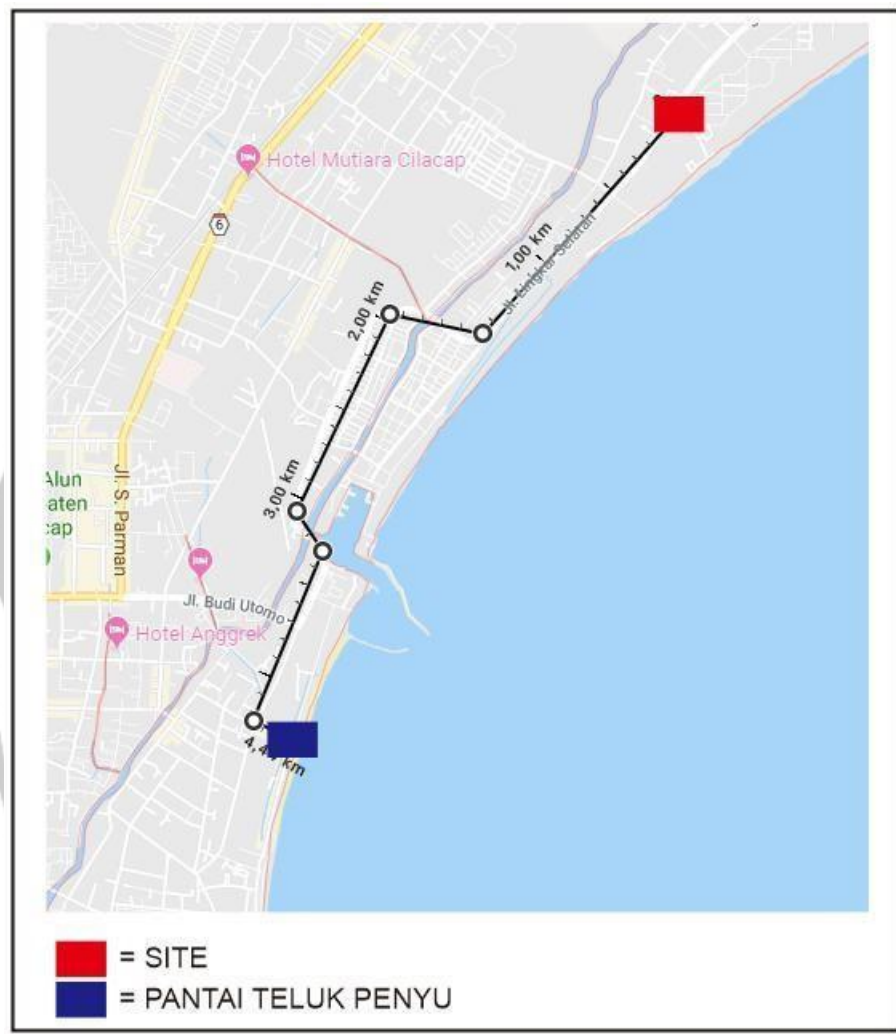 Hotel Mutiara Cilacap
6
1,00 km
Jl. Lingkar Selatan
2,00 km
3,00 km
Alun
aten
cap
Jl. S. Parman
Jl. Budi Utomo
Hotel Anggrek
km
= SITE
= PANTAI TELUK PENYU